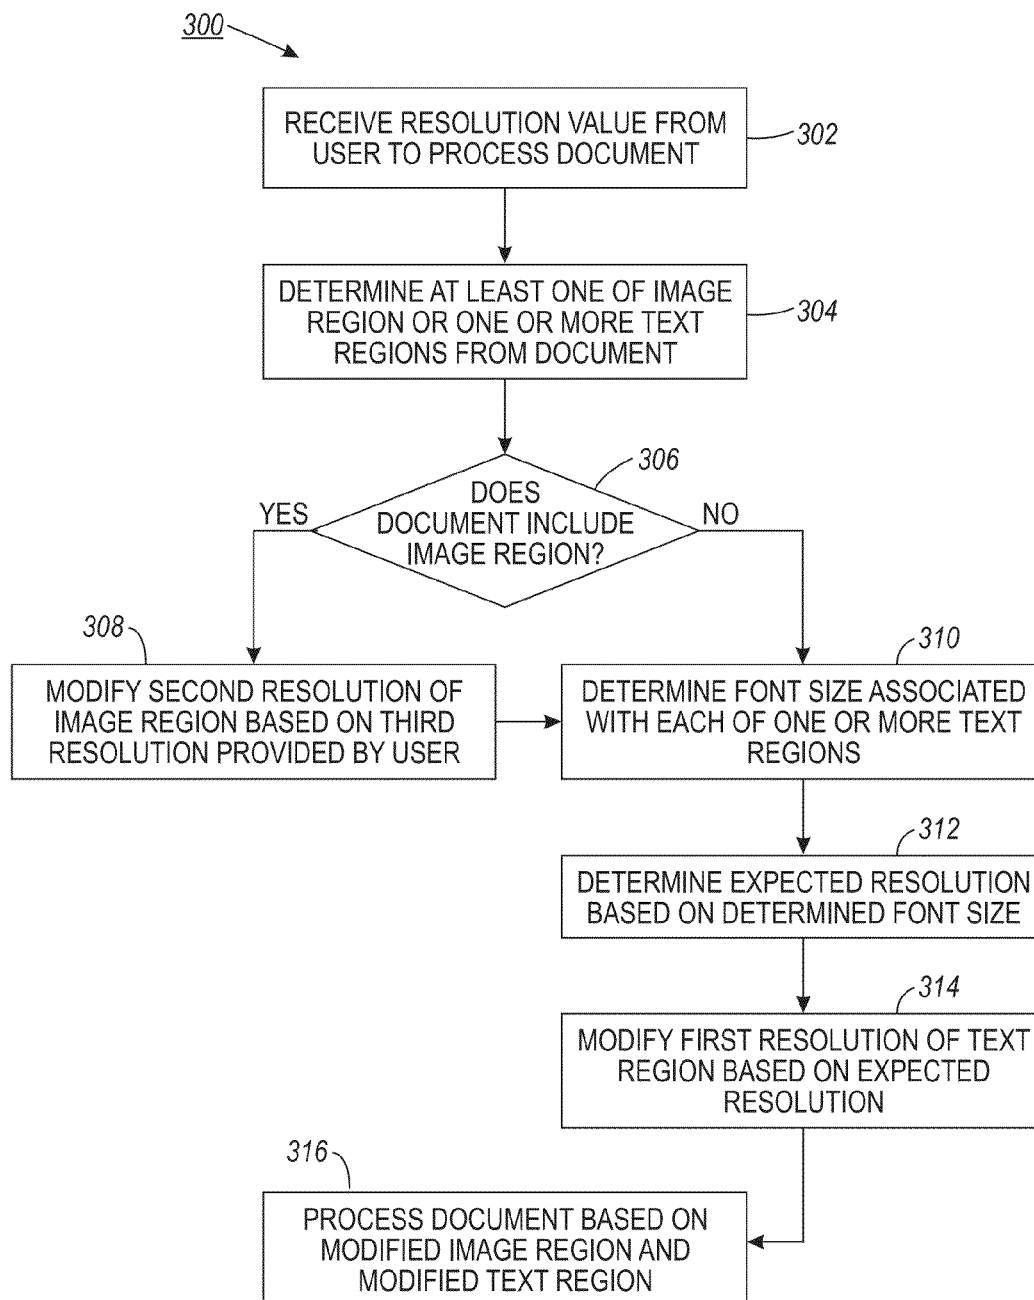 300
RECEIVE RESOLUTION VALUE FROM
USER TO PROCESS DOCUMENT
302
DETERMINE AT LEAST ONE OF IMAGE
REGION OR ONE OR MORE TEXT
REGIONS FROM DOCUMENT
304
306
DOES
DOCUMENT INCLUDE
IMAGE REGION?
YES
NO
308
MODIFY SECOND RESOLUTION OF
IMAGE REGION BASED ON THIRD
RESOLUTION PROVIDED BY USER
310
DETERMINE FONT SIZE ASSOCIATED
WITH EACH OF ONE OR MORE TEXT
REGIONS
312
DETERMINE EXPECTED RESOLUTION
BASED ON DETERMINED FONT SIZE
314
MODIFY FIRST RESOLUTION OF TEXT
REGION BASED ON EXPECTED
RESOLUTION
316
PROCESS DOCUMENT BASED ON
MODIFIED IMAGE REGION AND
MODIFIED TEXT REGION